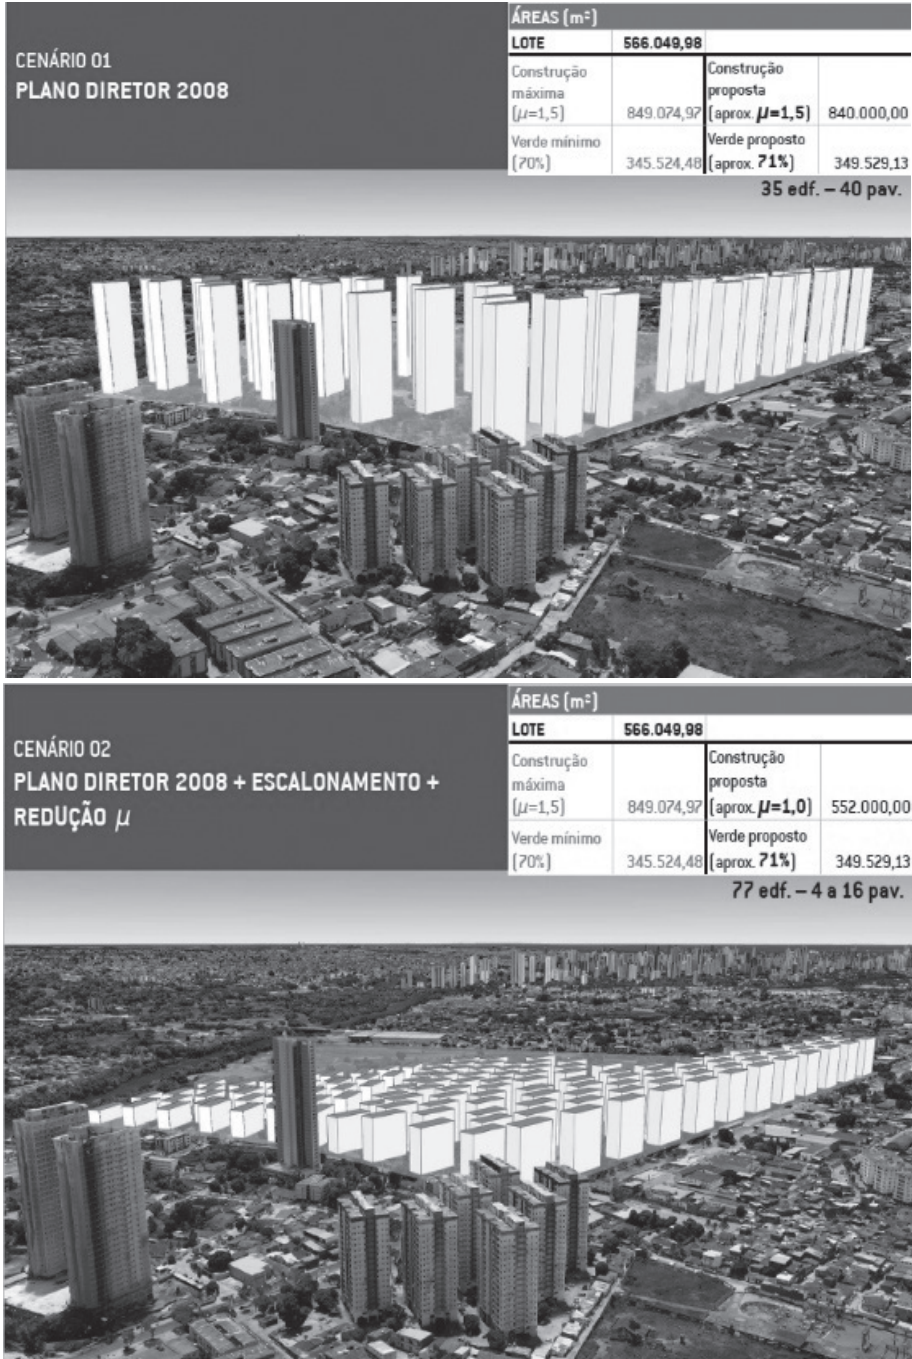 CENÁRIO 01
PLANO DIRETOR 2008
ÁREAS (m²)
LOTE 566.049,98
Construção máxima (μ=1,5) 849.074,97 Construção proposta (aprox. μ=1,5) 840.000,00
Verde mínimo (70%) 345.524,48 Verde proposto (aprox. 71%) 349.529,13
35 edf. – 40 pav.
CENÁRIO 02
PLANO DIRETOR 2008 + ESCALONAMENTO +
REDUÇÃO μ
ÁREAS (m²)
LOTE 566.049,98
Construção máxima (μ=1,5) 849.074,97 Construção proposta (aprox. μ=1,0) 552.000,00
Verde mínimo (70%) 345.524,48 Verde proposto (aprox. 71%) 349.529,13
77 edf. – 4 a 16 pav.